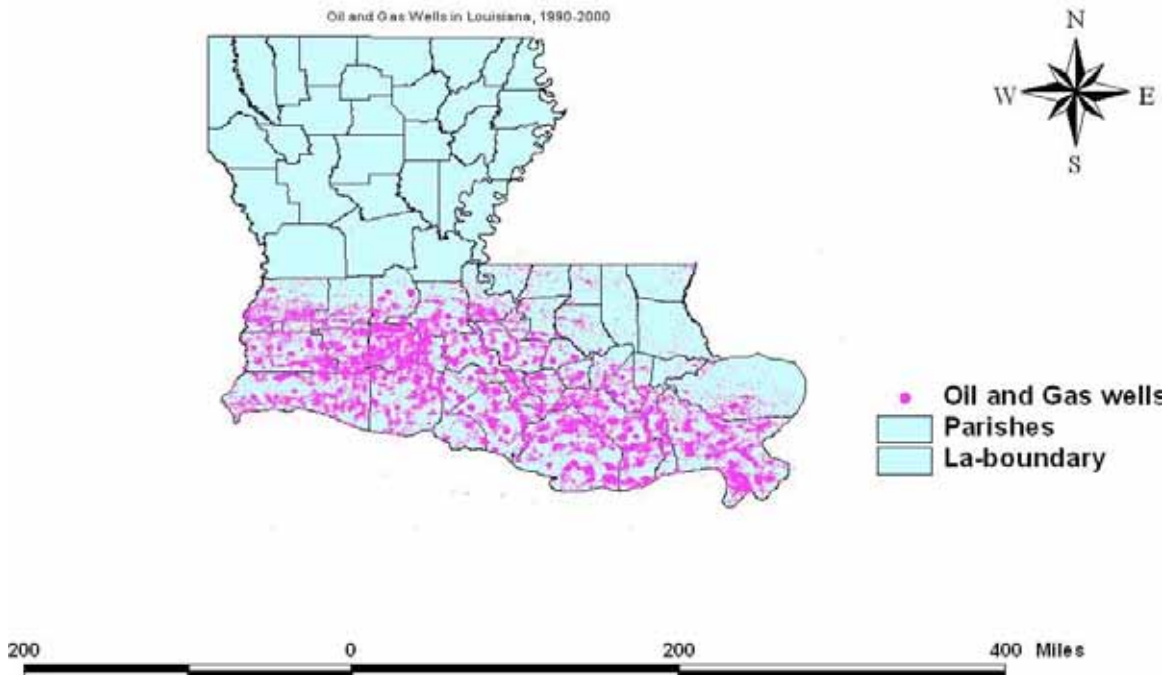 Oil and Gas Wells in Louisiana, 1990-2000
N
W
E
S
Oil and Gas wells
Parishes
La-boundary
200 0 200 400 Miles